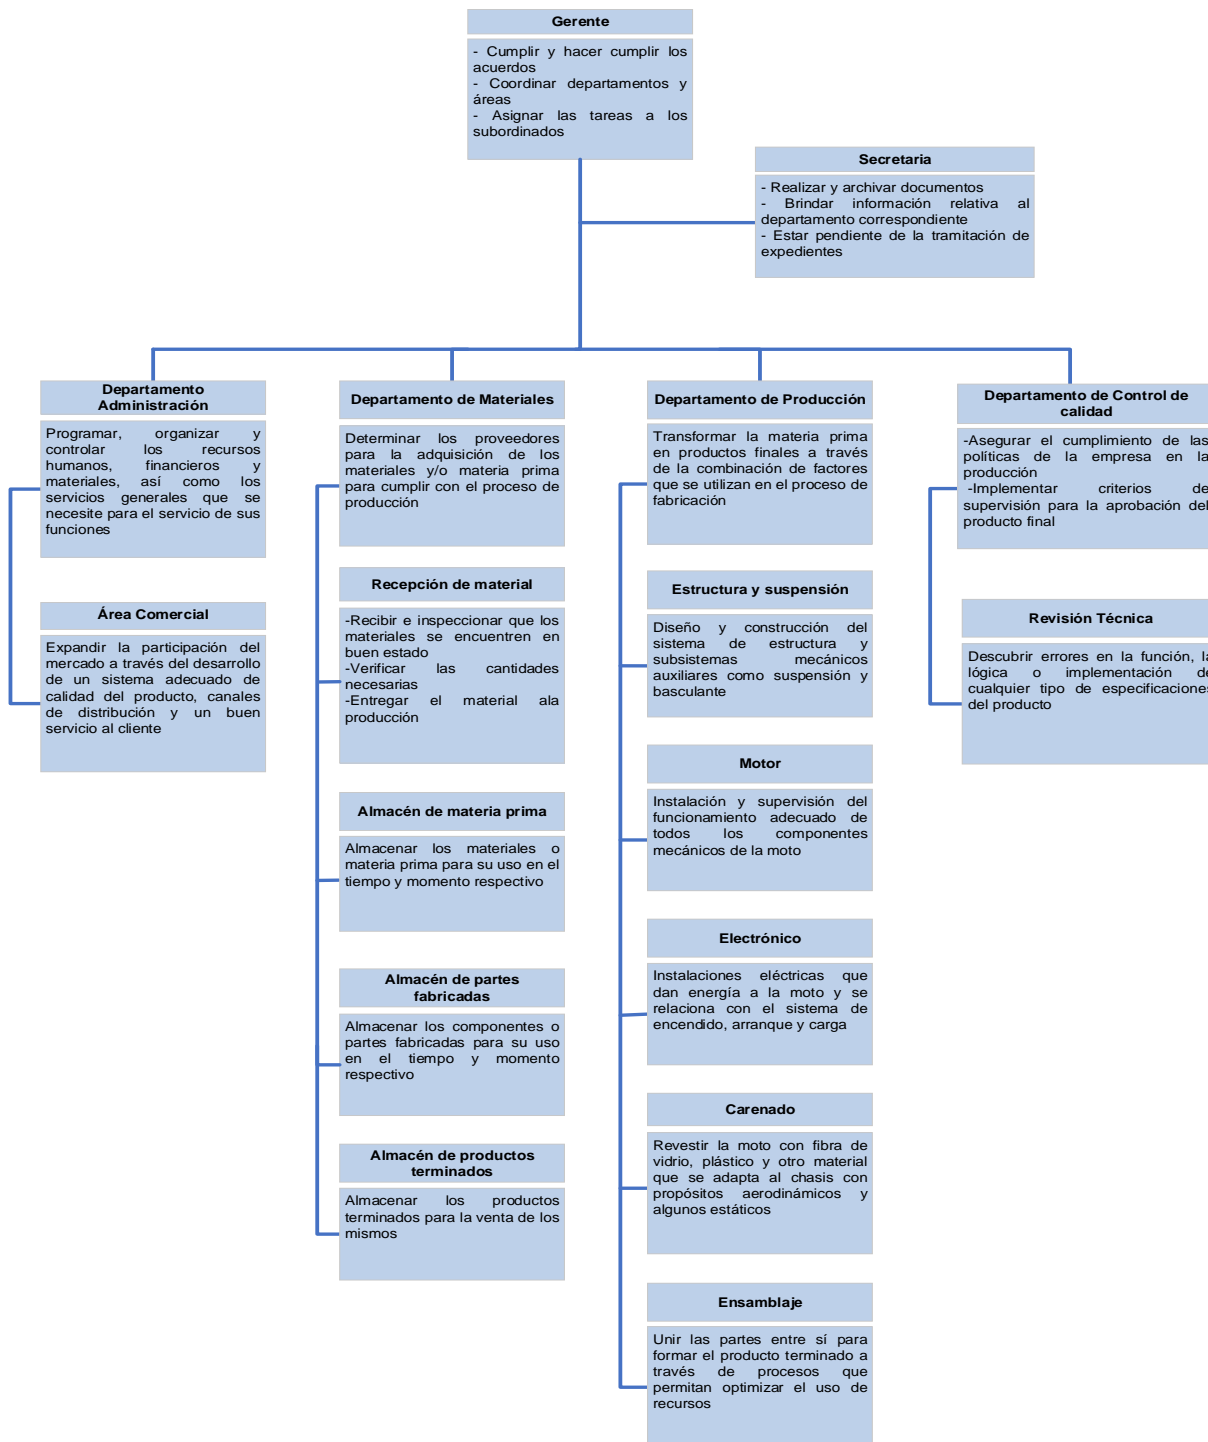 Gerente
- Cumplir y hacer cumplir los
acuerdos
- Coordinar departamentos y
áreas
- Asignar las tareas a los
subordinados
Secretaria
- Realizar y archivar documentos
- Brindar información relativa al
departamento correspondiente
- Estar pendiente de la tramitación de
expedientes
Departamento
Administración
Programar, organizar y
controlar los recursos
humanos, financieros y
materiales, así como los
servicios generales que se
necesite para el servicio de sus
funciones
Área Comercial
Expandir la participación del
mercado a través del desarrollo
de un sistema adecuado de
calidad del producto, canales
de distribución y un buen
servicio al cliente
Departamento de Materiales
Determinar los proveedores
para la adquisición de los
materiales y/o materia prima
para cumplir con el proceso de
producción
Recepción de material
-Recibir e inspeccionar que los
materiales se encuentren en
buen estado
-Verificar las cantidades
necesarias
-Entregar el material ala
producción
Almacén de materia prima
Almacenar los materiales o
materia prima para su uso en el
tiempo y momento respectivo
Almacén de partes
fabricadas
Almacenar los componentes o
partes fabricadas para su uso
en el tiempo y momento
respectivo
Almacén de productos
terminados
Almacenar los productos
terminados para la venta de los
mismos
Departamento de Producción
Transformar la materia prima
en productos finales a través
de la combinación de factores
que se utilizan en el proceso de
fabricación
Estructura y suspensión
Diseño y construcción del
sistema de estructura y
subsistemas mecánicos
auxiliares como suspensión y
basculante
Motor
Instalación y supervisión del
funcionamiento adecuado de
todos los componentes
mecánicos de la moto
Electrónico
Instalaciones eléctricas que
dan energía a la moto y se
relaciona con el sistema de
encendido, arranque y carga
Carenado
Revestir la moto con fibra de
vidrio, plástico y otro material
que se adapta al chasis con
propósitos aerodinámicos y
algunos estáticos
Ensamblaje
Unir las partes entre sí para
formar el producto terminado a
través de procesos que
permitan optimizar el uso de
recursos
Departamento de Control de
calidad
-Asegurar el cumplimiento de las
políticas de la empresa en la
producción
-Implementar criterios de
supervisión para la aprobación del
producto final
Revisión Técnica
Descubrir errores en la función, la
lógica o implementación de
cualquier tipo de especificaciones
del producto